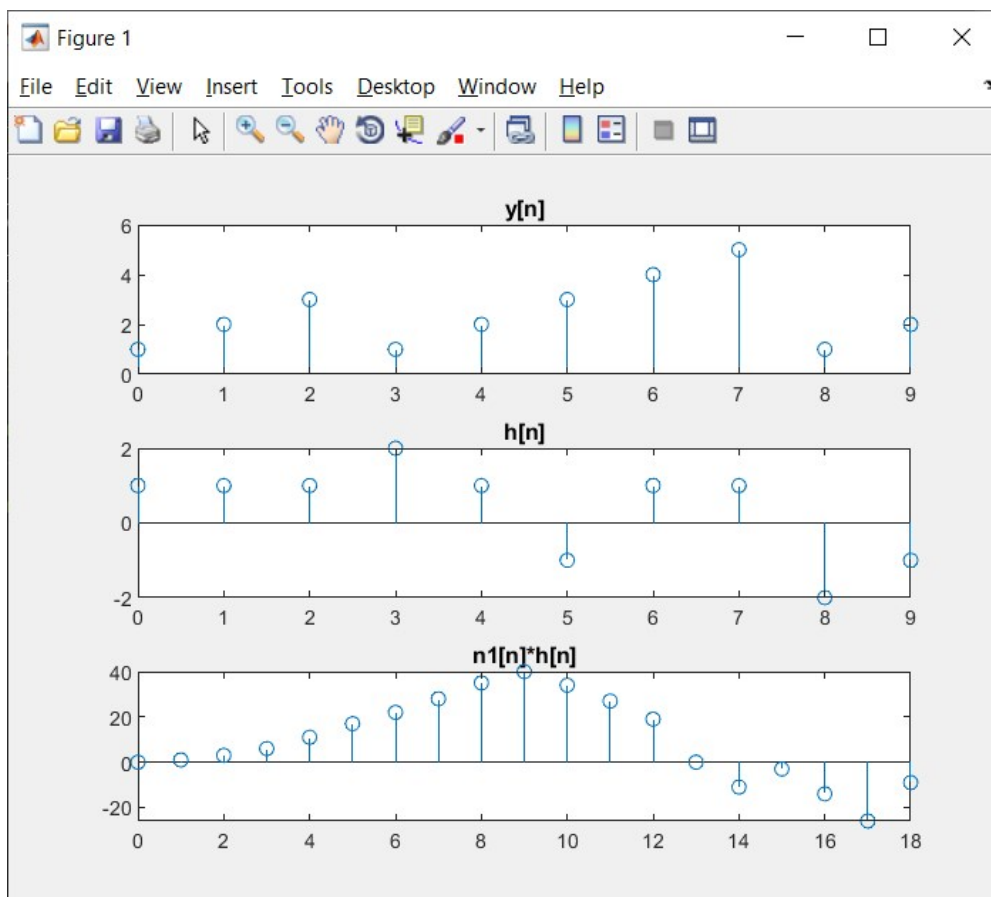 Figure 1
File Edit View Insert Tools Desktop Window Help
y[n]
6
4
2
0
0 1 2 3 4 5 6 7 8 9
h[n]
2
0
-2
0 1 2 3 4 5 6 7 8 9
n1[n]*h[n]
40
20
0
-20
0 2 4 6 8 10 12 14 16 18